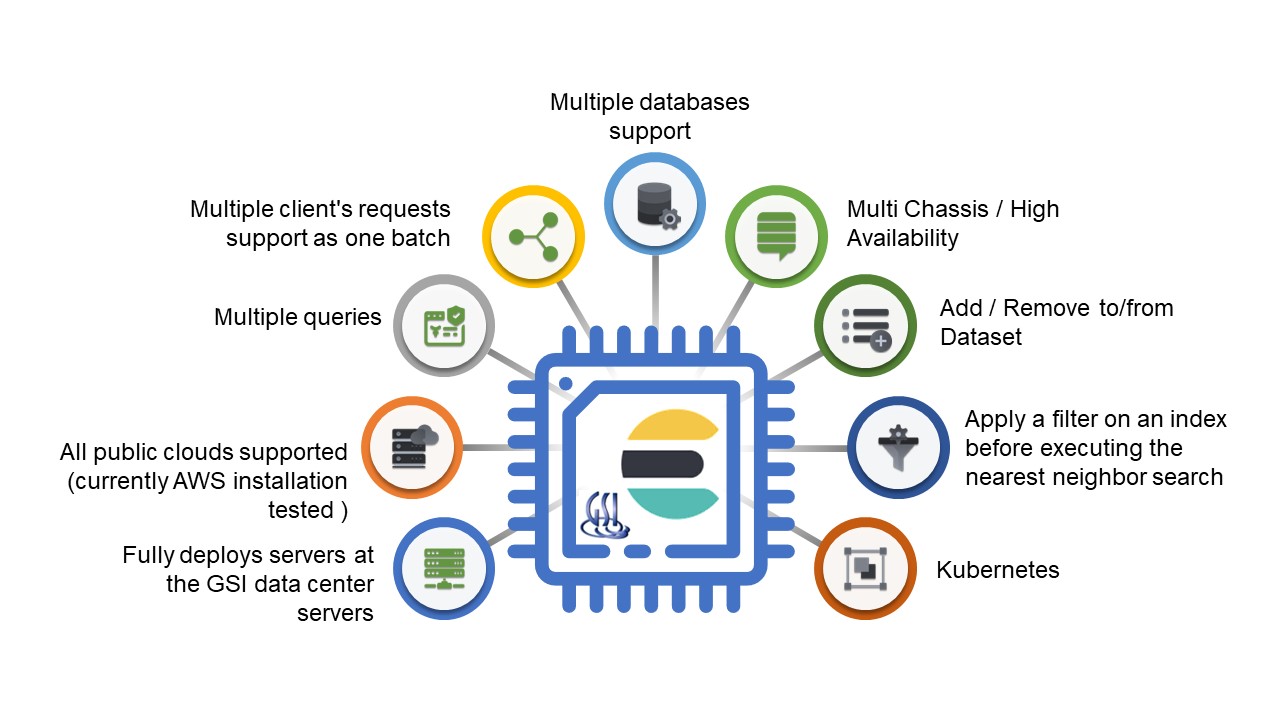 Multiple databases
support
Multiple client's requests
support as one batch
Multi Chassis / High
Availability
Multiple queries
Add / Remove to/from
Dataset
All public clouds supported
(currently AWS installation
tested )
Apply a filter on an index
before executing the
nearest neighbor search
GSI
Fully deploys servers at
the GSI data center
servers
Kubernetes